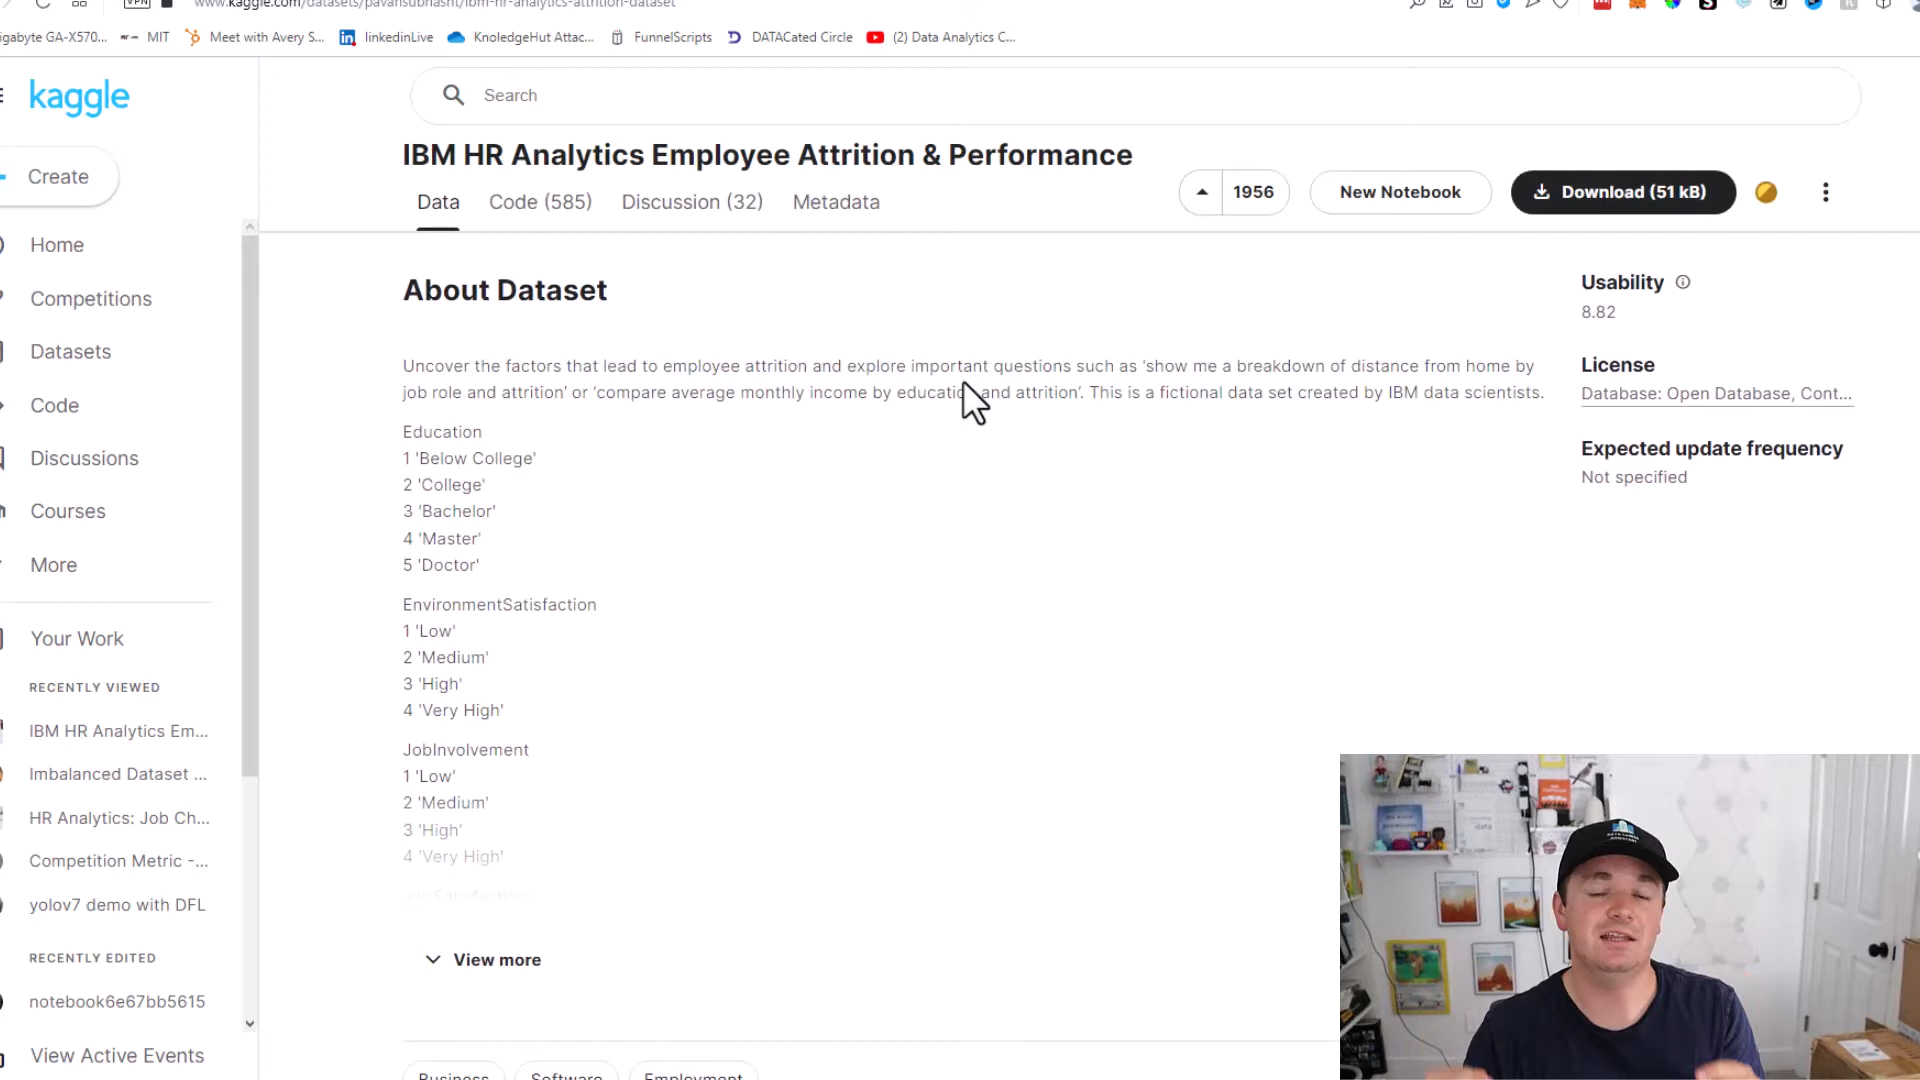 www.kaggle.com/datasets/pavansubhasht/ibm-hr-analytics-attrition-dataset
VPN
igabyte GA-X570... MIT Meet with Avery S... linkedinLive KnoledgeHut Attac... FunnelScripts DATACated Circle (2) Data Analytics C...
kaggle
Search
IBM HR Analytics Employee Attrition & Performance
Data Code (585) Discussion (32) Metadata
1956 New Notebook Download (51 kB)
Create
Home
Competitions
Datasets
Code
Discussions
Courses
More
Your Work
RECENTLY VIEWED
IBM HR Analytics Em...
Imbalanced Dataset ...
HR Analytics: Job Ch...
Competition Metric -...
yolov7 demo with DFL
RECENTLY EDITED
notebook6e67bb5615
View Active Events
About Dataset
Uncover the factors that lead to employee attrition and explore important questions such as ‘show me a breakdown of distance from home by
job role and attrition’ or ‘compare average monthly income by education and attrition’. This is a fictional data set created by IBM data scientists.
Education
1 'Below College'
2 'College'
3 'Bachelor'
4 'Master'
5 'Doctor'
EnvironmentSatisfaction
1 'Low'
2 'Medium'
3 'High'
4 'Very High'
JobInvolvement
1 'Low'
2 'Medium'
3 'High'
4 'Very High'
JobSatisfaction
View more
Business Software Employment
Usability
8.82
License
Database: Open Database, Cont...
Expected update frequency
Not specified